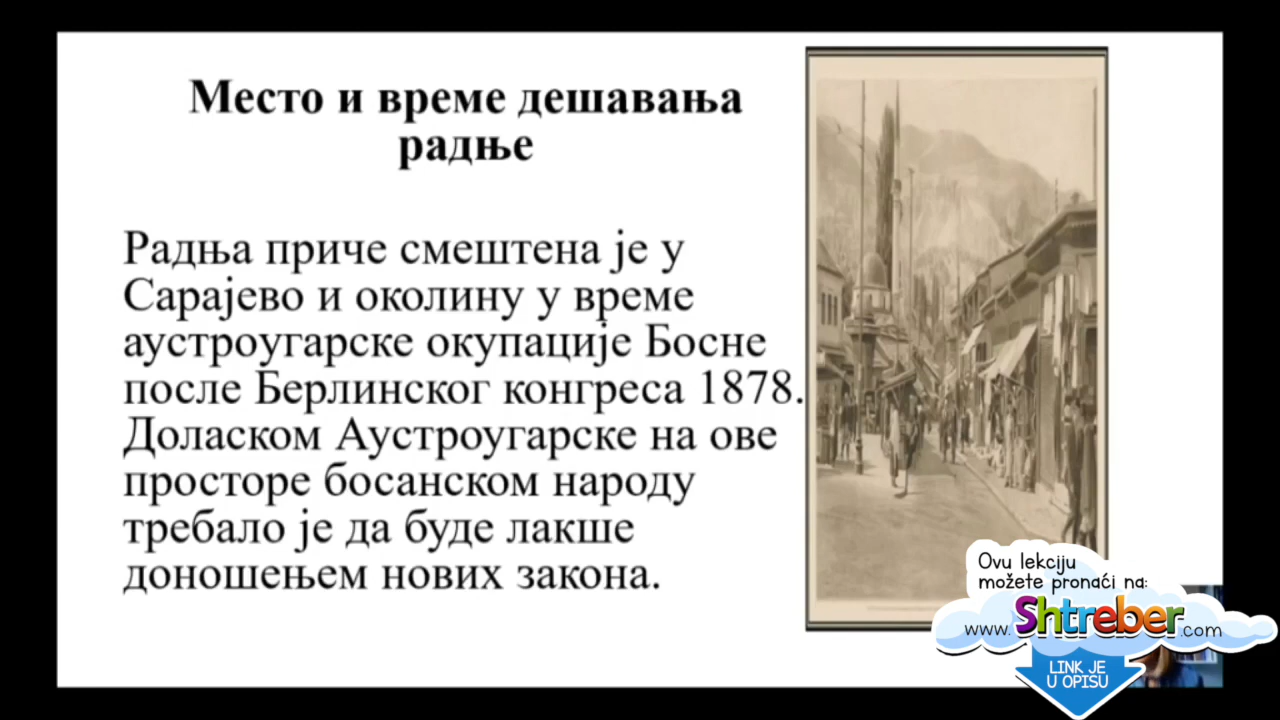 Место и време дешавања
радње
Радња приче смештена је у
Сарајево и околину у време
аустроугарске окупације Босне
после Берлинског конгреса 1878.
Доласком Аустроугарске на ове
просторе босанском народу
требало је да буде лакше
доношењем нових закона.
Ovu lekciju
možete pronaći na:
www.Shtreber.com
LINK JE
U OPISU